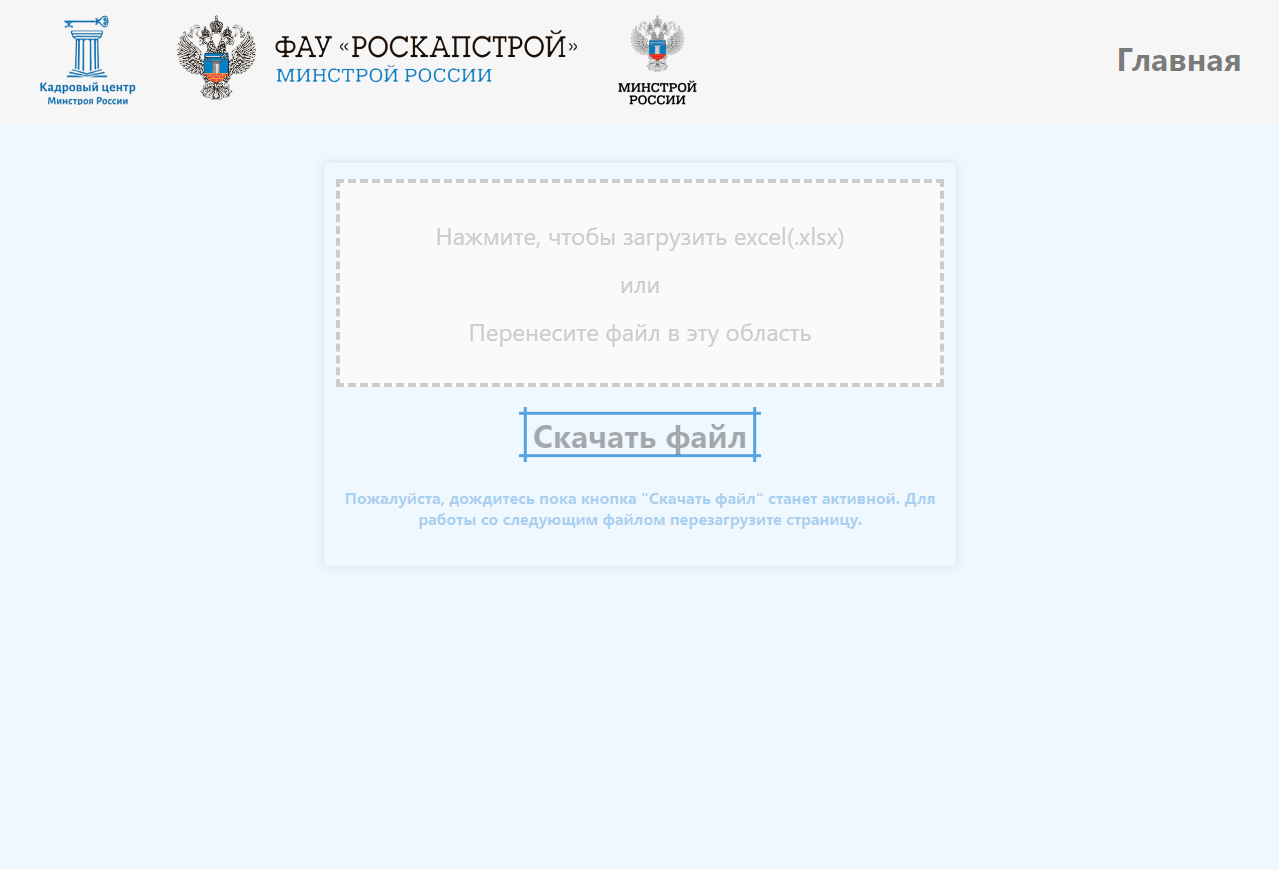 Кадровый центр
Минстроя России
ФАУ «РОСКАПСТРОЙ»
МИНСТРОЙ РОССИИ
МИНСТРОЙ
РОССИИ
Главная
Нажмите, чтобы загрузить excel(.xlsx)
или
Перенесите файл в эту область
Скачать файл
Пожалуйста, дождитесь пока кнопка "Скачать файл" станет активной. Для
работы со следующим файлом перезагрузите страницу.